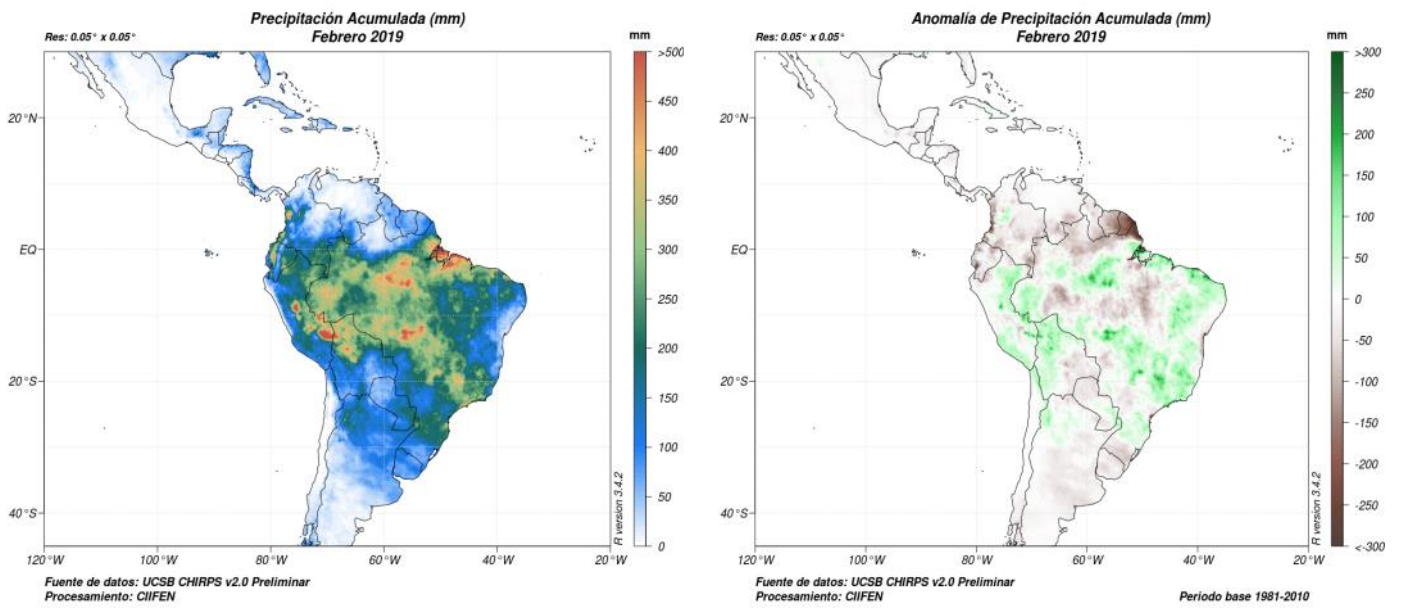 Precipitación Acumulada (mm)
Febrero 2019
Res: 0.05° x 0.05°
mm
>500
450
400
350
300
250
200
150
100
50
0
20°N
EQ
20°S
40°S
120°W
100°W
80°W
60°W
40°W
20°W
R version 3.4.2
Fuente de datos: UCSB CHIRPS v2.0 Preliminar
Procesamiento: CIIFEN
Anomalía de Precipitación Acumulada (mm)
Febrero 2019
Res: 0.05° x 0.05°
mm
>300
250
200
150
100
50
0
-50
-100
-150
-200
-250
<-300
20°N
EQ
20°S
40°S
120°W
100°W
80°W
60°W
40°W
20°W
R version 3.4.2
Fuente de datos: UCSB CHIRPS v2.0 Preliminar
Procesamiento: CIIFEN
Periodo base 1981-2010